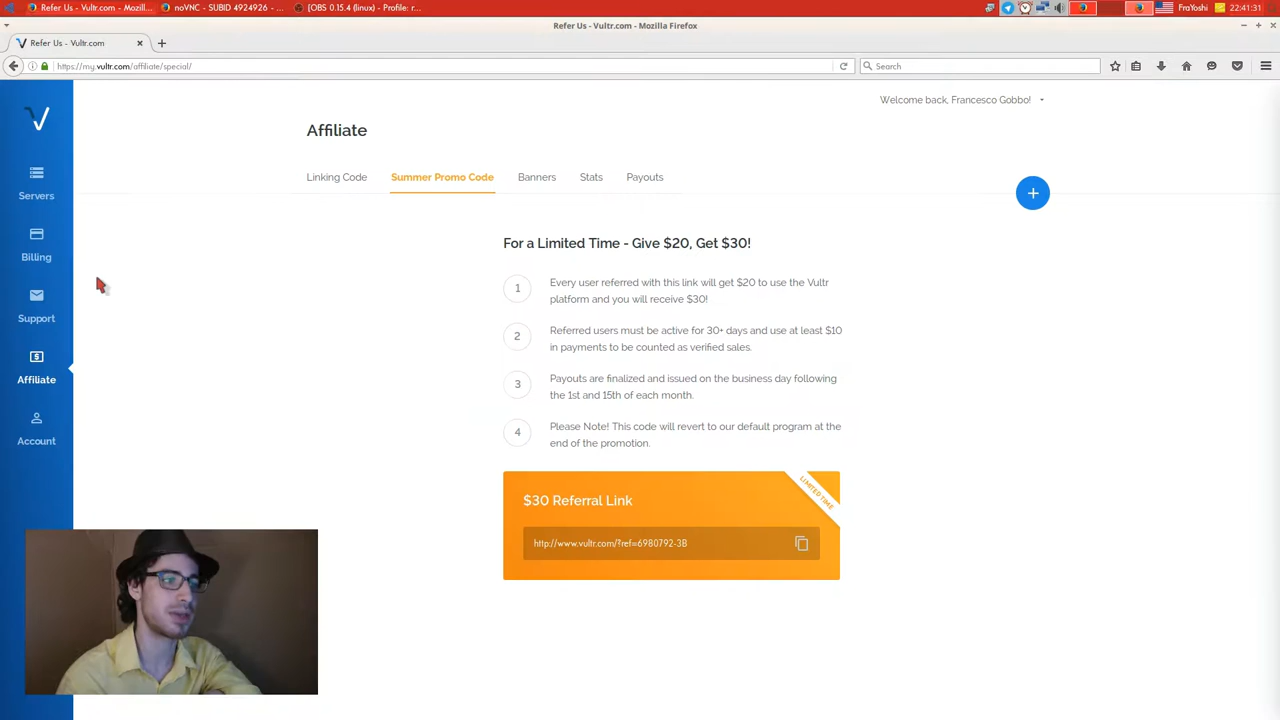 Refer Us - Vultr.com - Mozill...
noVNC - SUBID 4924926 - ...
[OBS 0.15.4 (linux) - Profile: r...
FraYoshi
22:41:31
Refer Us - Vultr.com - Mozilla Firefox
Refer Us - Vultr.com
https://my.vultr.com/affiliate/special/
Search
Welcome back, Francesco Gobbo!
Affiliate
Linking Code
Summer Promo Code
Banners
Stats
Payouts
Servers
Billing
Support
Affiliate
Account
For a Limited Time - Give $20, Get $30!
1
Every user referred with this link will get $20 to use the Vultr
platform and you will receive $30!
2
Referred users must be active for 30+ days and use at least $10
in payments to be counted as verified sales.
3
Payouts are finalized and issued on the business day following
the 1st and 15th of each month.
4
Please Note! This code will revert to our default program at the
end of the promotion.
$30 Referral Link
LIMITED TIME
http://www.vultr.com/?ref=6980792-3B